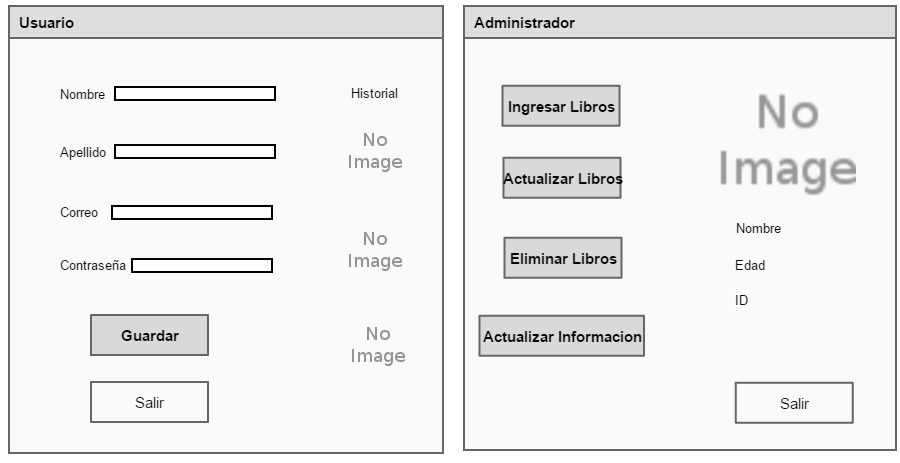 Usuario
Nombre
Historial
No
Image
Apellido
Correo
No
Image
Contraseña
Guardar
No
Image
Salir
Administrador
Ingresar Libros
No
Image
Actualizar Libros
Nombre
Eliminar Libros
Edad
ID
Actualizar Informacion
Salir